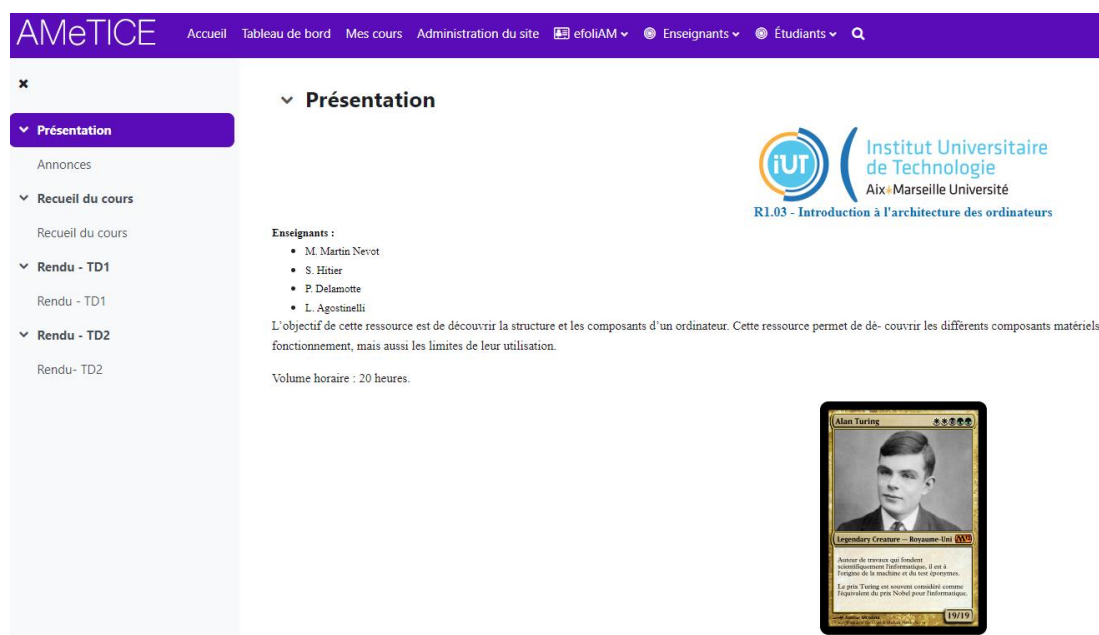 AMeTICE
Accueil Tableau de bord Mes cours Administration du site efoliAM Enseignants Étudiants
Présentation
Annonces
Recueil du cours
Recueil du cours
Rendu - TD1
Rendu - TD1
Rendu - TD2
Rendu- TD2
Présentation
iUT
Institut Universitaire
de Technologie
Aix+Marseille Université
R1.03 - Introduction à l'architecture des ordinateurs
Enseignants :
M. Martin Nevot
S. Hitier
P. Delamotte
L. Agostinelli
L'objectif de cette ressource est de découvrir la structure et les composants d'un ordinateur. Cette ressource permet de dé- couvrir les différents composants matériels
fonctionnement, mais aussi les limites de leur utilisation.
Volume horaire : 20 heures.
Alan Turing
Legendary Creature – Royaume-Uni
Auteur de travaux qui fondent
scientifiquement l'informatique, il est à
l'origine de la machine et du test éponymes.
Le prix Turing est souvent considéré comme
l'équivalent du prix Nobel pour l'informatique.
19/19